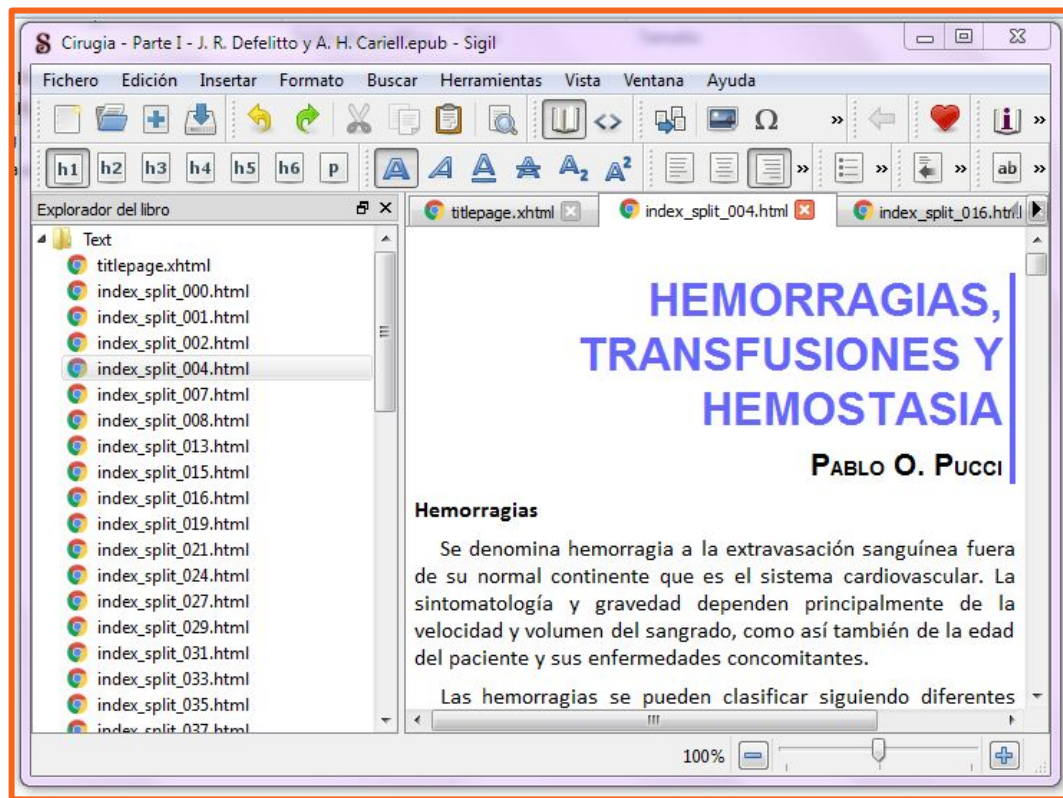 Cirugia - Parte I - J. R. Defelitto y A. H. Cariell.epub - Sigil
Fichero Edición Insertar Formato Buscar Herramientas Vista Ventana Ayuda
Ω » i »
h1 h2 h3 h4 h5 h6 p A A A A A₂ A² » » » ab »
Explorador del libro
titlepage.xhtml index_split_004.html index_split_016.html
Text
titlepage.xhtml
index_split_000.html
index_split_001.html
index_split_002.html
index_split_004.html
index_split_007.html
index_split_008.html
index_split_013.html
index_split_015.html
index_split_016.html
index_split_019.html
index_split_021.html
index_split_024.html
index_split_027.html
index_split_029.html
index_split_031.html
index_split_033.html
index_split_035.html
index_split_037.html
HEMORRAGIAS,
TRANSFUSIONES Y
HEMOSTASIA
PABLO O. PUCCI
Hemorragias
Se denomina hemorragia a la extravasación sanguínea fuera
de su normal continente que es el sistema cardiovascular. La
sintomatología y gravedad dependen principalmente de la
velocidad y volumen del sangrado, como así también de la edad
del paciente y sus enfermedades concomitantes.
Las hemorragias se pueden clasificar siguiendo diferentes
100%